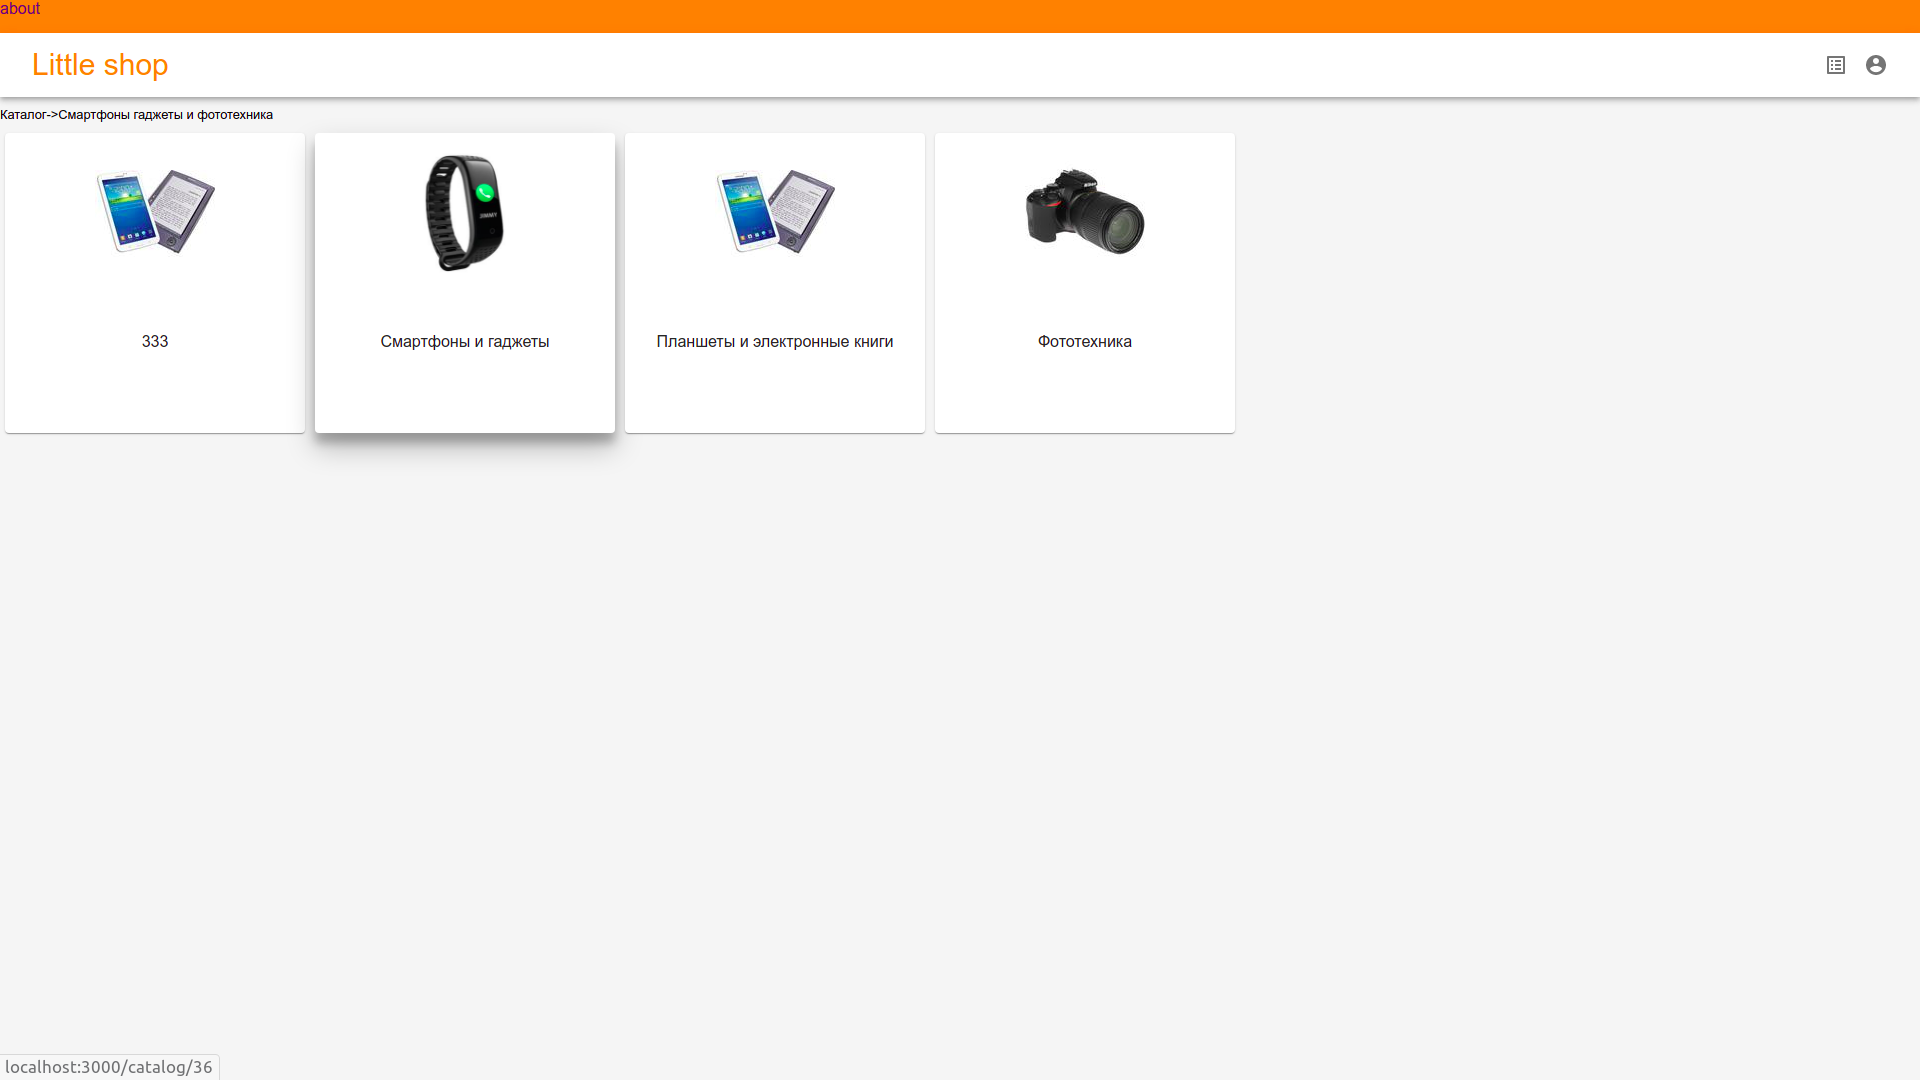 about
Little shop
Каталог->Смартфоны гаджеты и фототехника
333
Смартфоны и гаджеты
Планшеты и электронные книги
Фототехника
localhost:3000/catalog/36